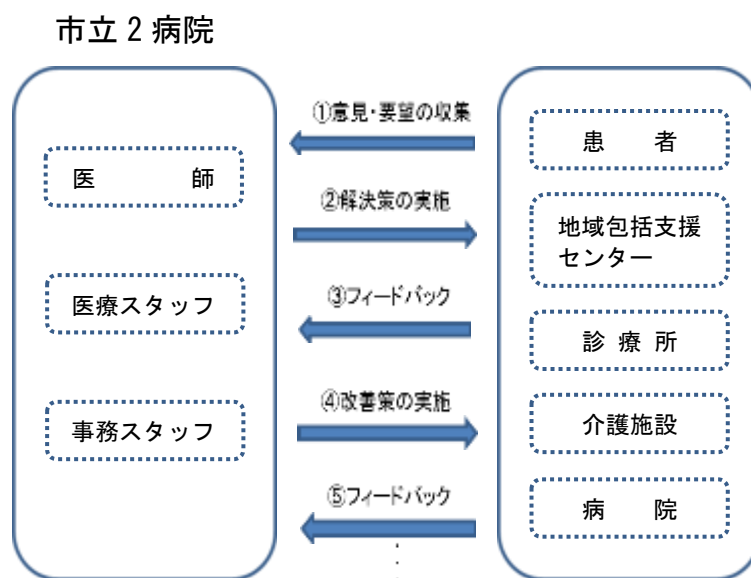 市立2病院
医師
医療スタッフ
事務スタッフ
①意見・要望の収集
②解決策の実施
③フィードバック
④改善策の実施
⑤フィードバック
患者
地域包括支援
センター
診療所
介護施設
病院